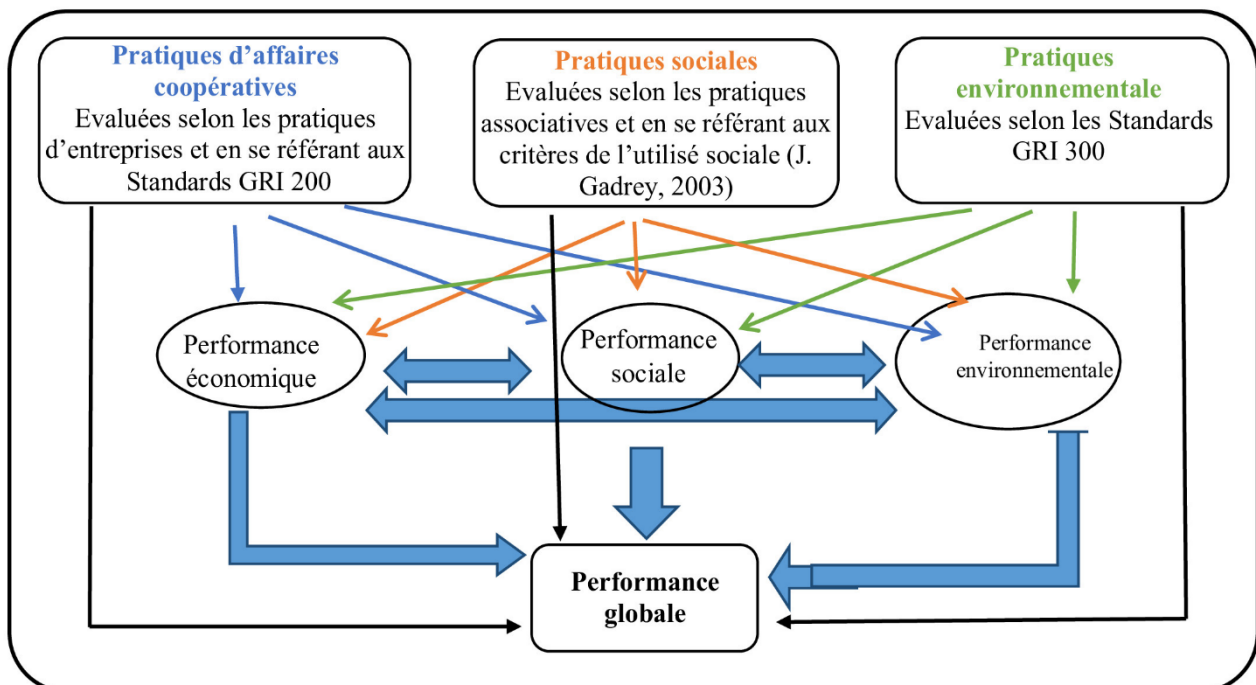 Pratiques d'affaires
coopératives
Evaluées selon les pratiques
d'entreprises et en se référant aux
Standards GRI 200
Pratiques sociales
Evaluées selon les pratiques
associatives et en se référant aux
critères de l'utilisé sociale (J.
Gadrey, 2003)
Pratiques
environnementale
Evaluées selon les Standards
GRI 300
Performance
économique
Performance
sociale
Performance
environnementale
Performance
globale